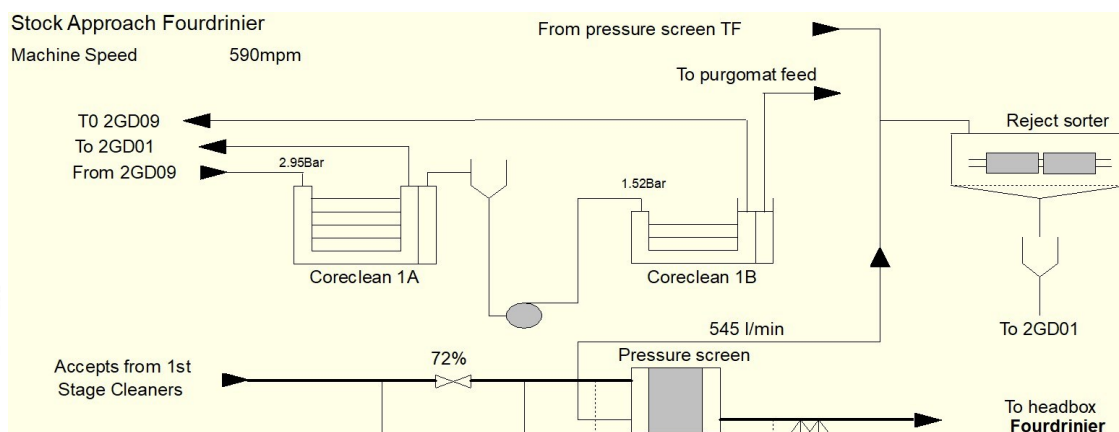 Stock Approach Fourdrinier
Machine Speed 590mpm
From pressure screen TF
To purgomat feed
T0 2GD09
To 2GD01
From 2GD09
2.95Bar
1.52Bar
Reject sorter
Coreclean 1A
Coreclean 1B
545 l/min
To 2GD01
Accepts from 1st
Stage Cleaners
72%
Pressure screen
To headbox
Fourdrinier